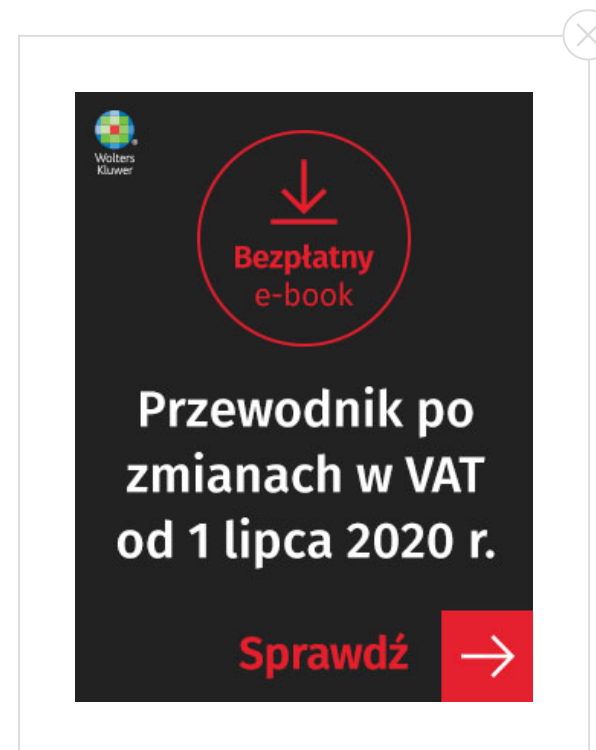 Wolters
Kluwer
Bezpłatny
e-book
Przewodnik po
zmianach w VAT
od 1 lipca 2020 r.
Sprawdź